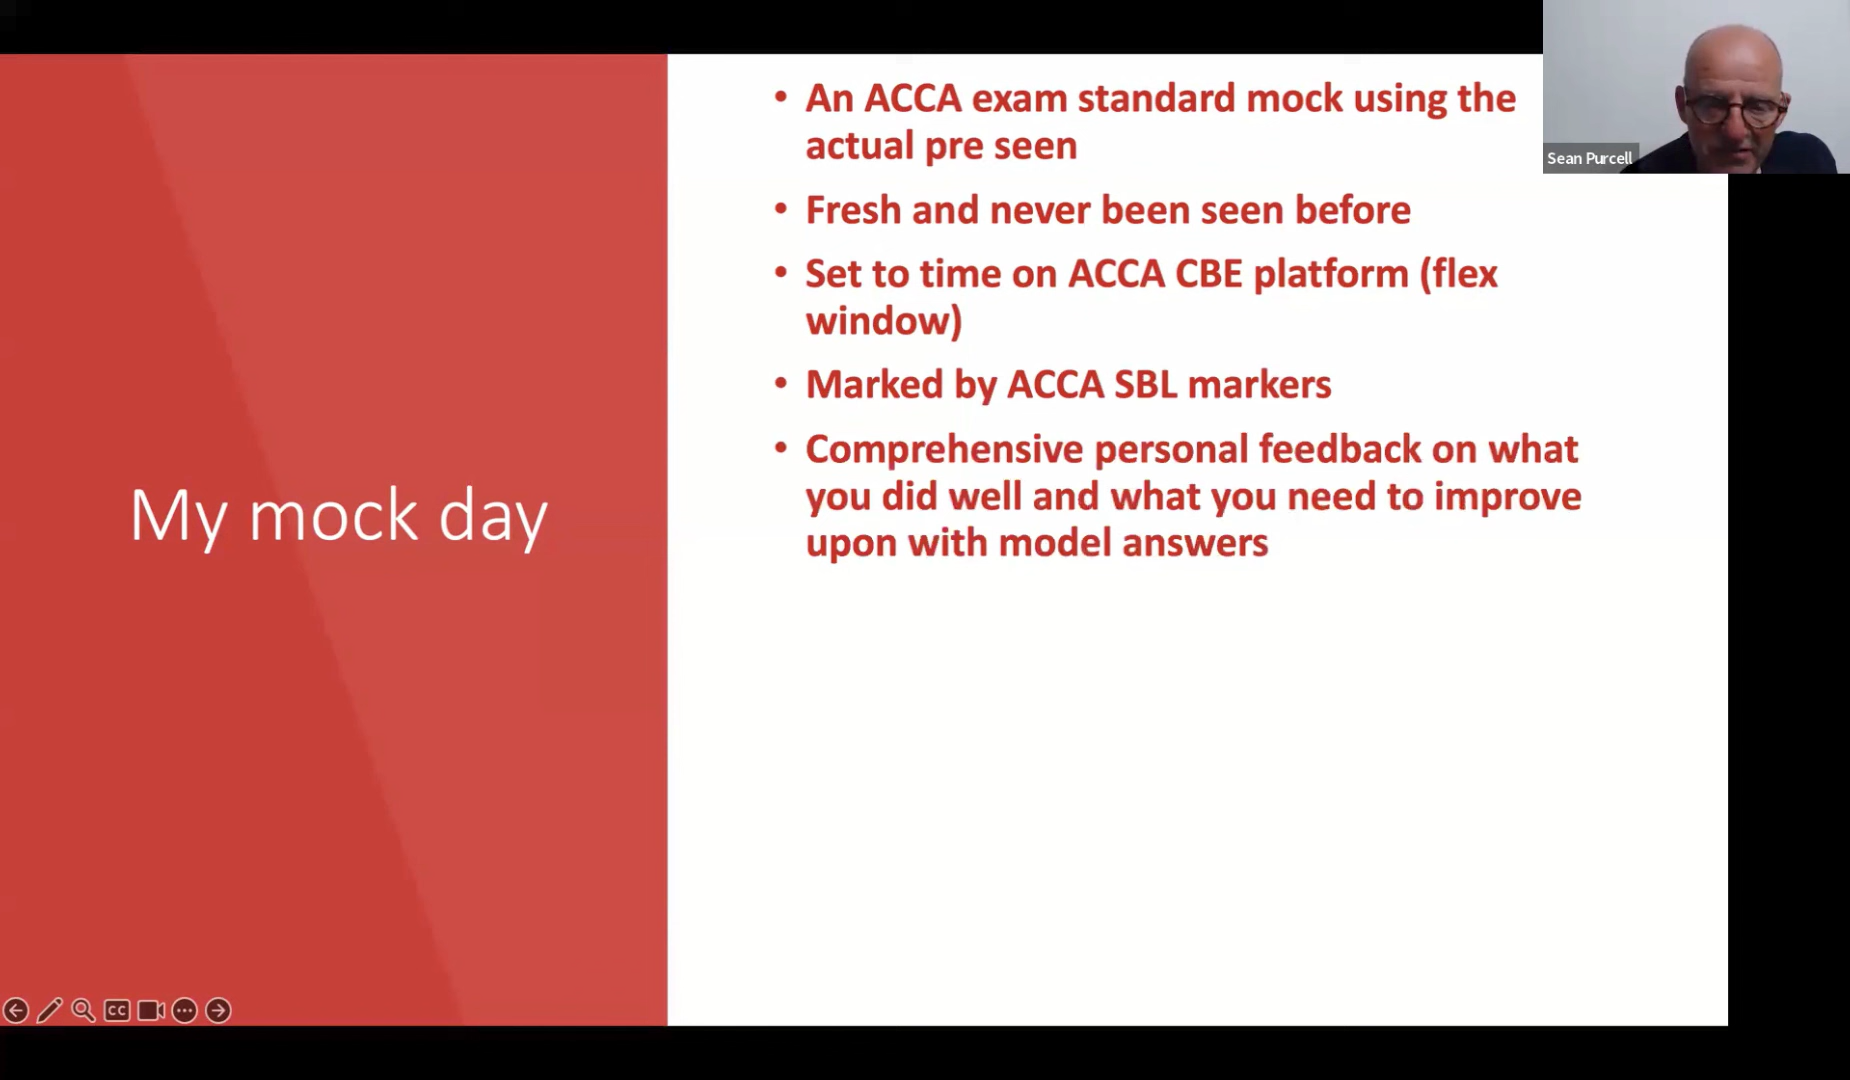 My mock day
• An ACCA exam standard mock using the
actual pre seen
• Fresh and never been seen before
• Set to time on ACCA CBE platform (flex
window)
• Marked by ACCA SBL markers
• Comprehensive personal feedback on what
you did well and what you need to improve
upon with model answers
Sean Purcell
CC